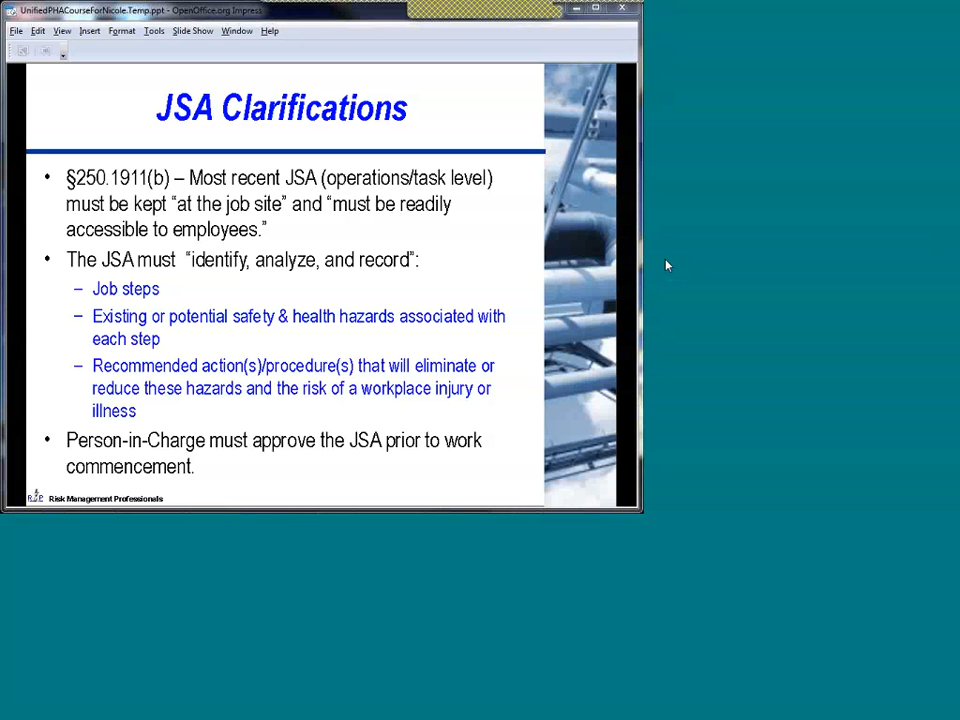 UnifiedPHACourseForNicole.Temp.ppt - OpenOffice.org Impress
File Edit View Insert Format Tools Slide Show Window Help
JSA Clarifications
• §250.1911(b) – Most recent JSA (operations/task level)
must be kept “at the job site” and “must be readily
accessible to employees.”
• The JSA must “identify, analyze, and record”:
– Job steps
– Existing or potential safety & health hazards associated with
each step
– Recommended action(s)/procedure(s) that will eliminate or
reduce these hazards and the risk of a workplace injury or
illness
• Person-in-Charge must approve the JSA prior to work
commencement.
Risk Management Professionals